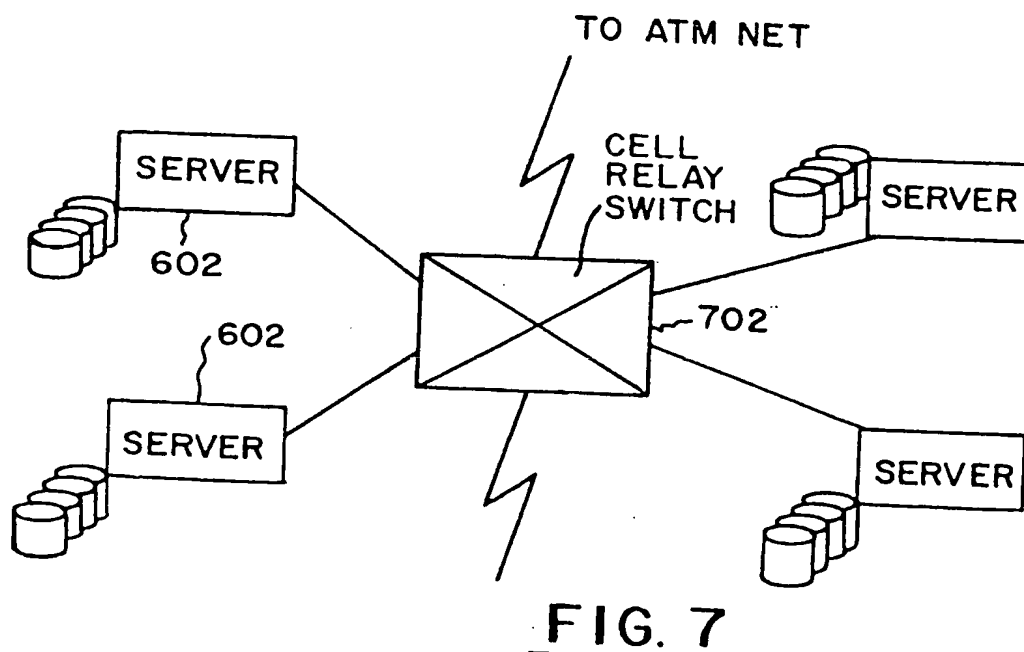 TO ATM NET
CELL
RELAY
SWITCH
SERVER
602
SERVER
702
602
SERVER
SERVER
FIG. 7